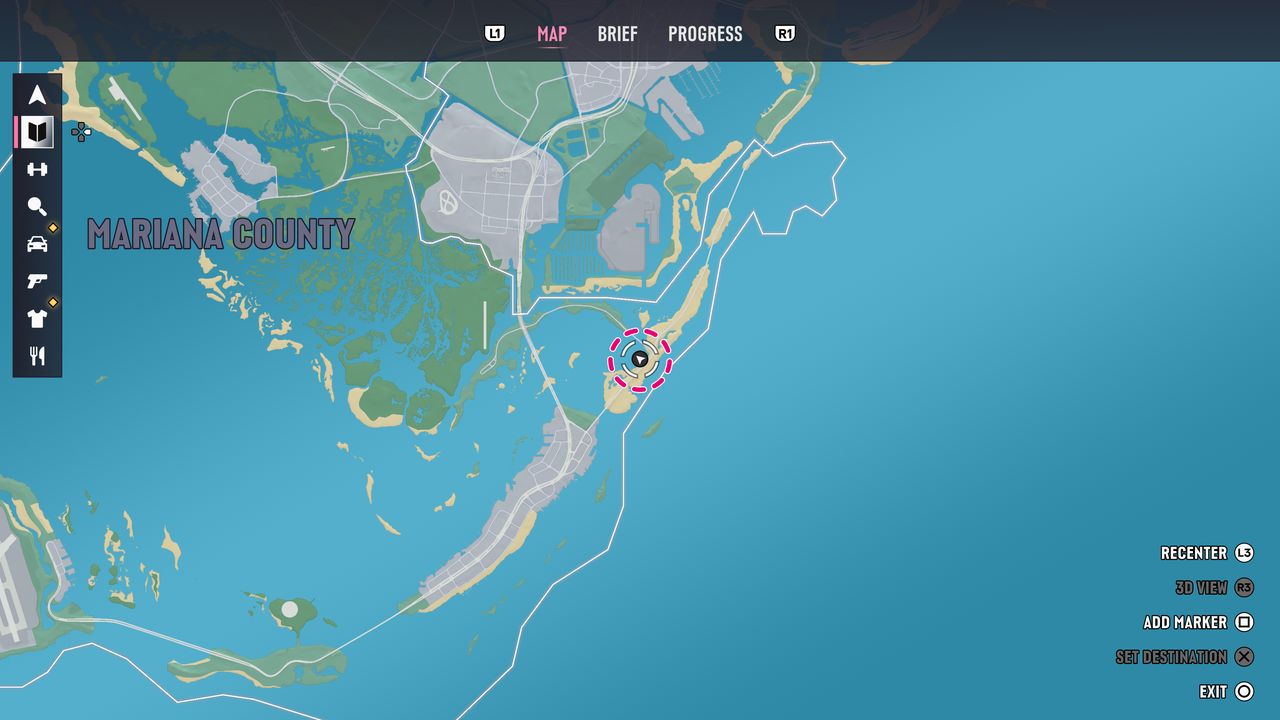 L1 MAP BRIEF PROGRESS R1
MARIANA COUNTY
RECENTER L3
3D VIEW R3
ADD MARKER
SET DESTINATION
EXIT